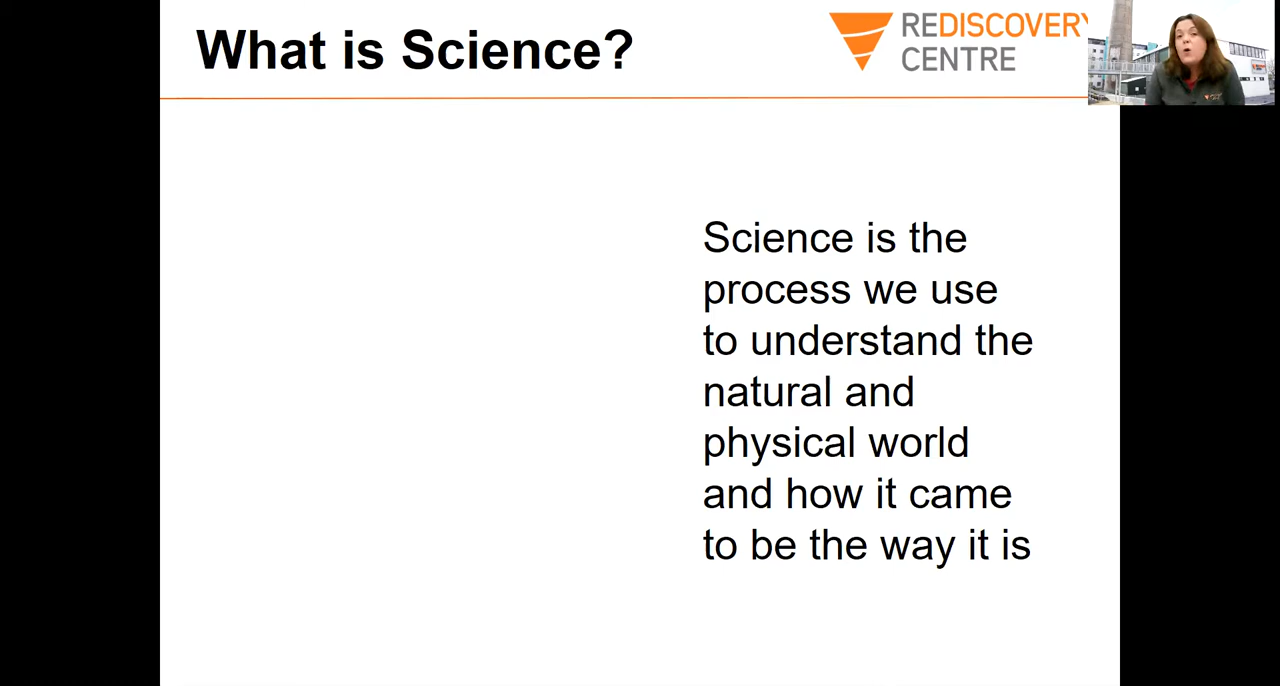 What is Science?
REDISCOVERY
CENTRE
Science is the
process we use
to understand the
natural and
physical world
and how it came
to be the way it is